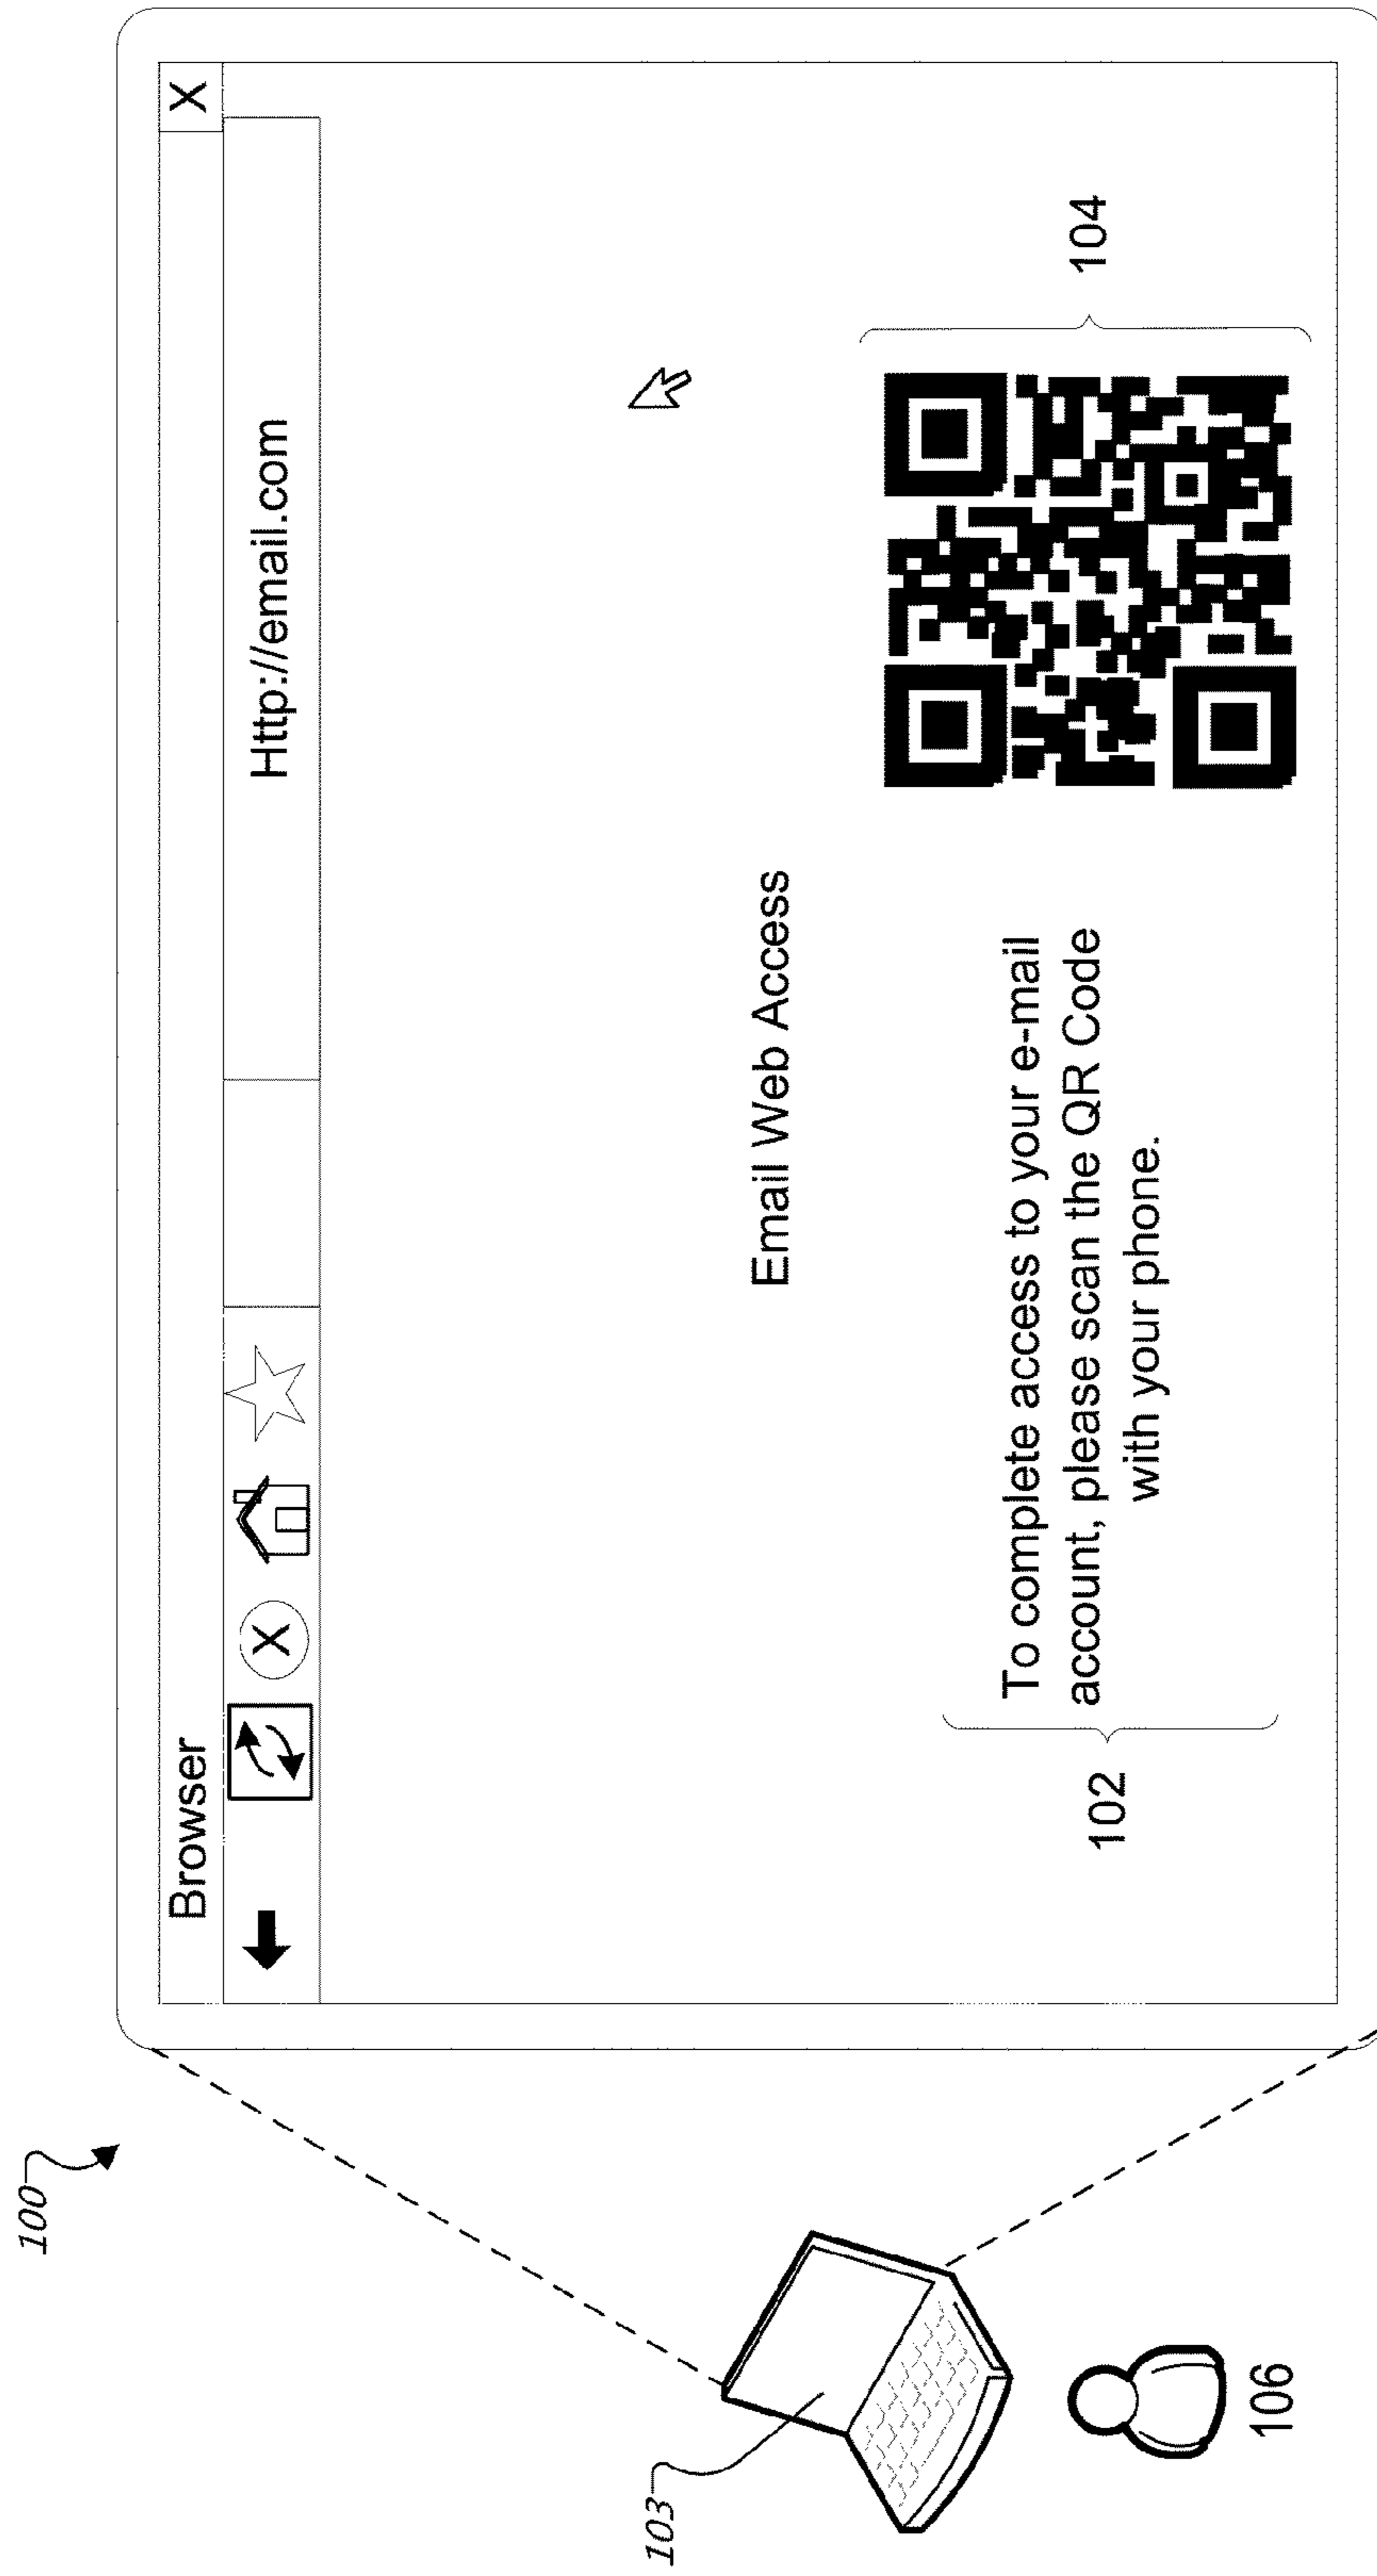 100
Browser
X
X
Http://email.com
Email Web Access
To complete access to your e-mail
account, please scan the QR Code
with your phone.
102
104
103
106